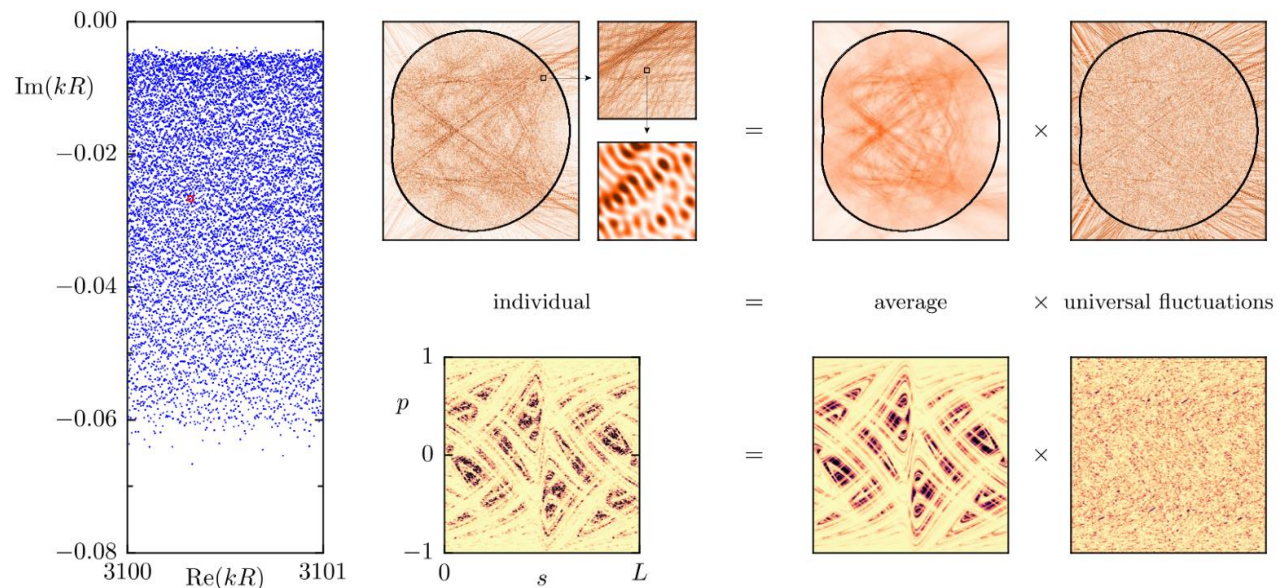 0.00
Im(kR)
−0.02
−0.04
−0.06
−0.08
3100
Re(kR)
3101
=
×
individual
=
average
×
universal fluctuations
1
p
0
−1
0
s
L
=
×